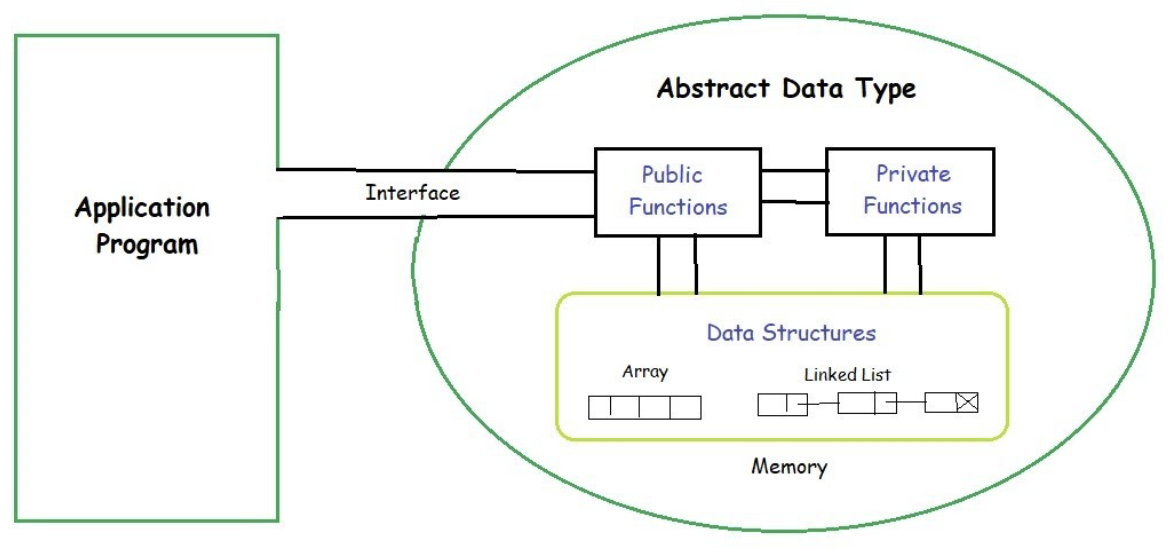 Abstract Data Type
Application
Program
Interface
Public
Functions
Private
Functions
Data Structures
Array
Linked List
Memory